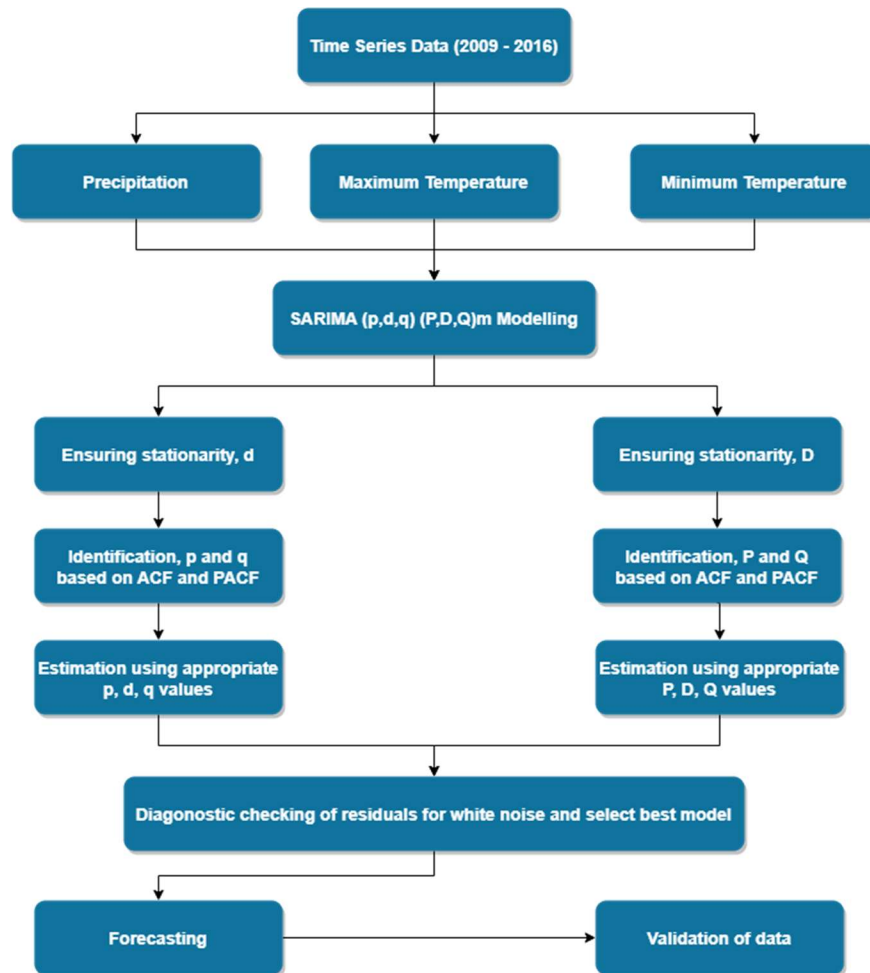 Time Series Data (2009 - 2016)
Precipitation
Maximum Temperature
Minimum Temperature
SARIMA (p,d,q) (P,D,Q)m Modelling
Ensuring stationarity, d
Ensuring stationarity, D
Identification, p and q
based on ACF and PACF
Identification, P and Q
based on ACF and PACF
Estimation using appropriate
p, d, q values
Estimation using appropriate
P, D, Q values
Diagonostic checking of residuals for white noise and select best model
Forecasting
Validation of data